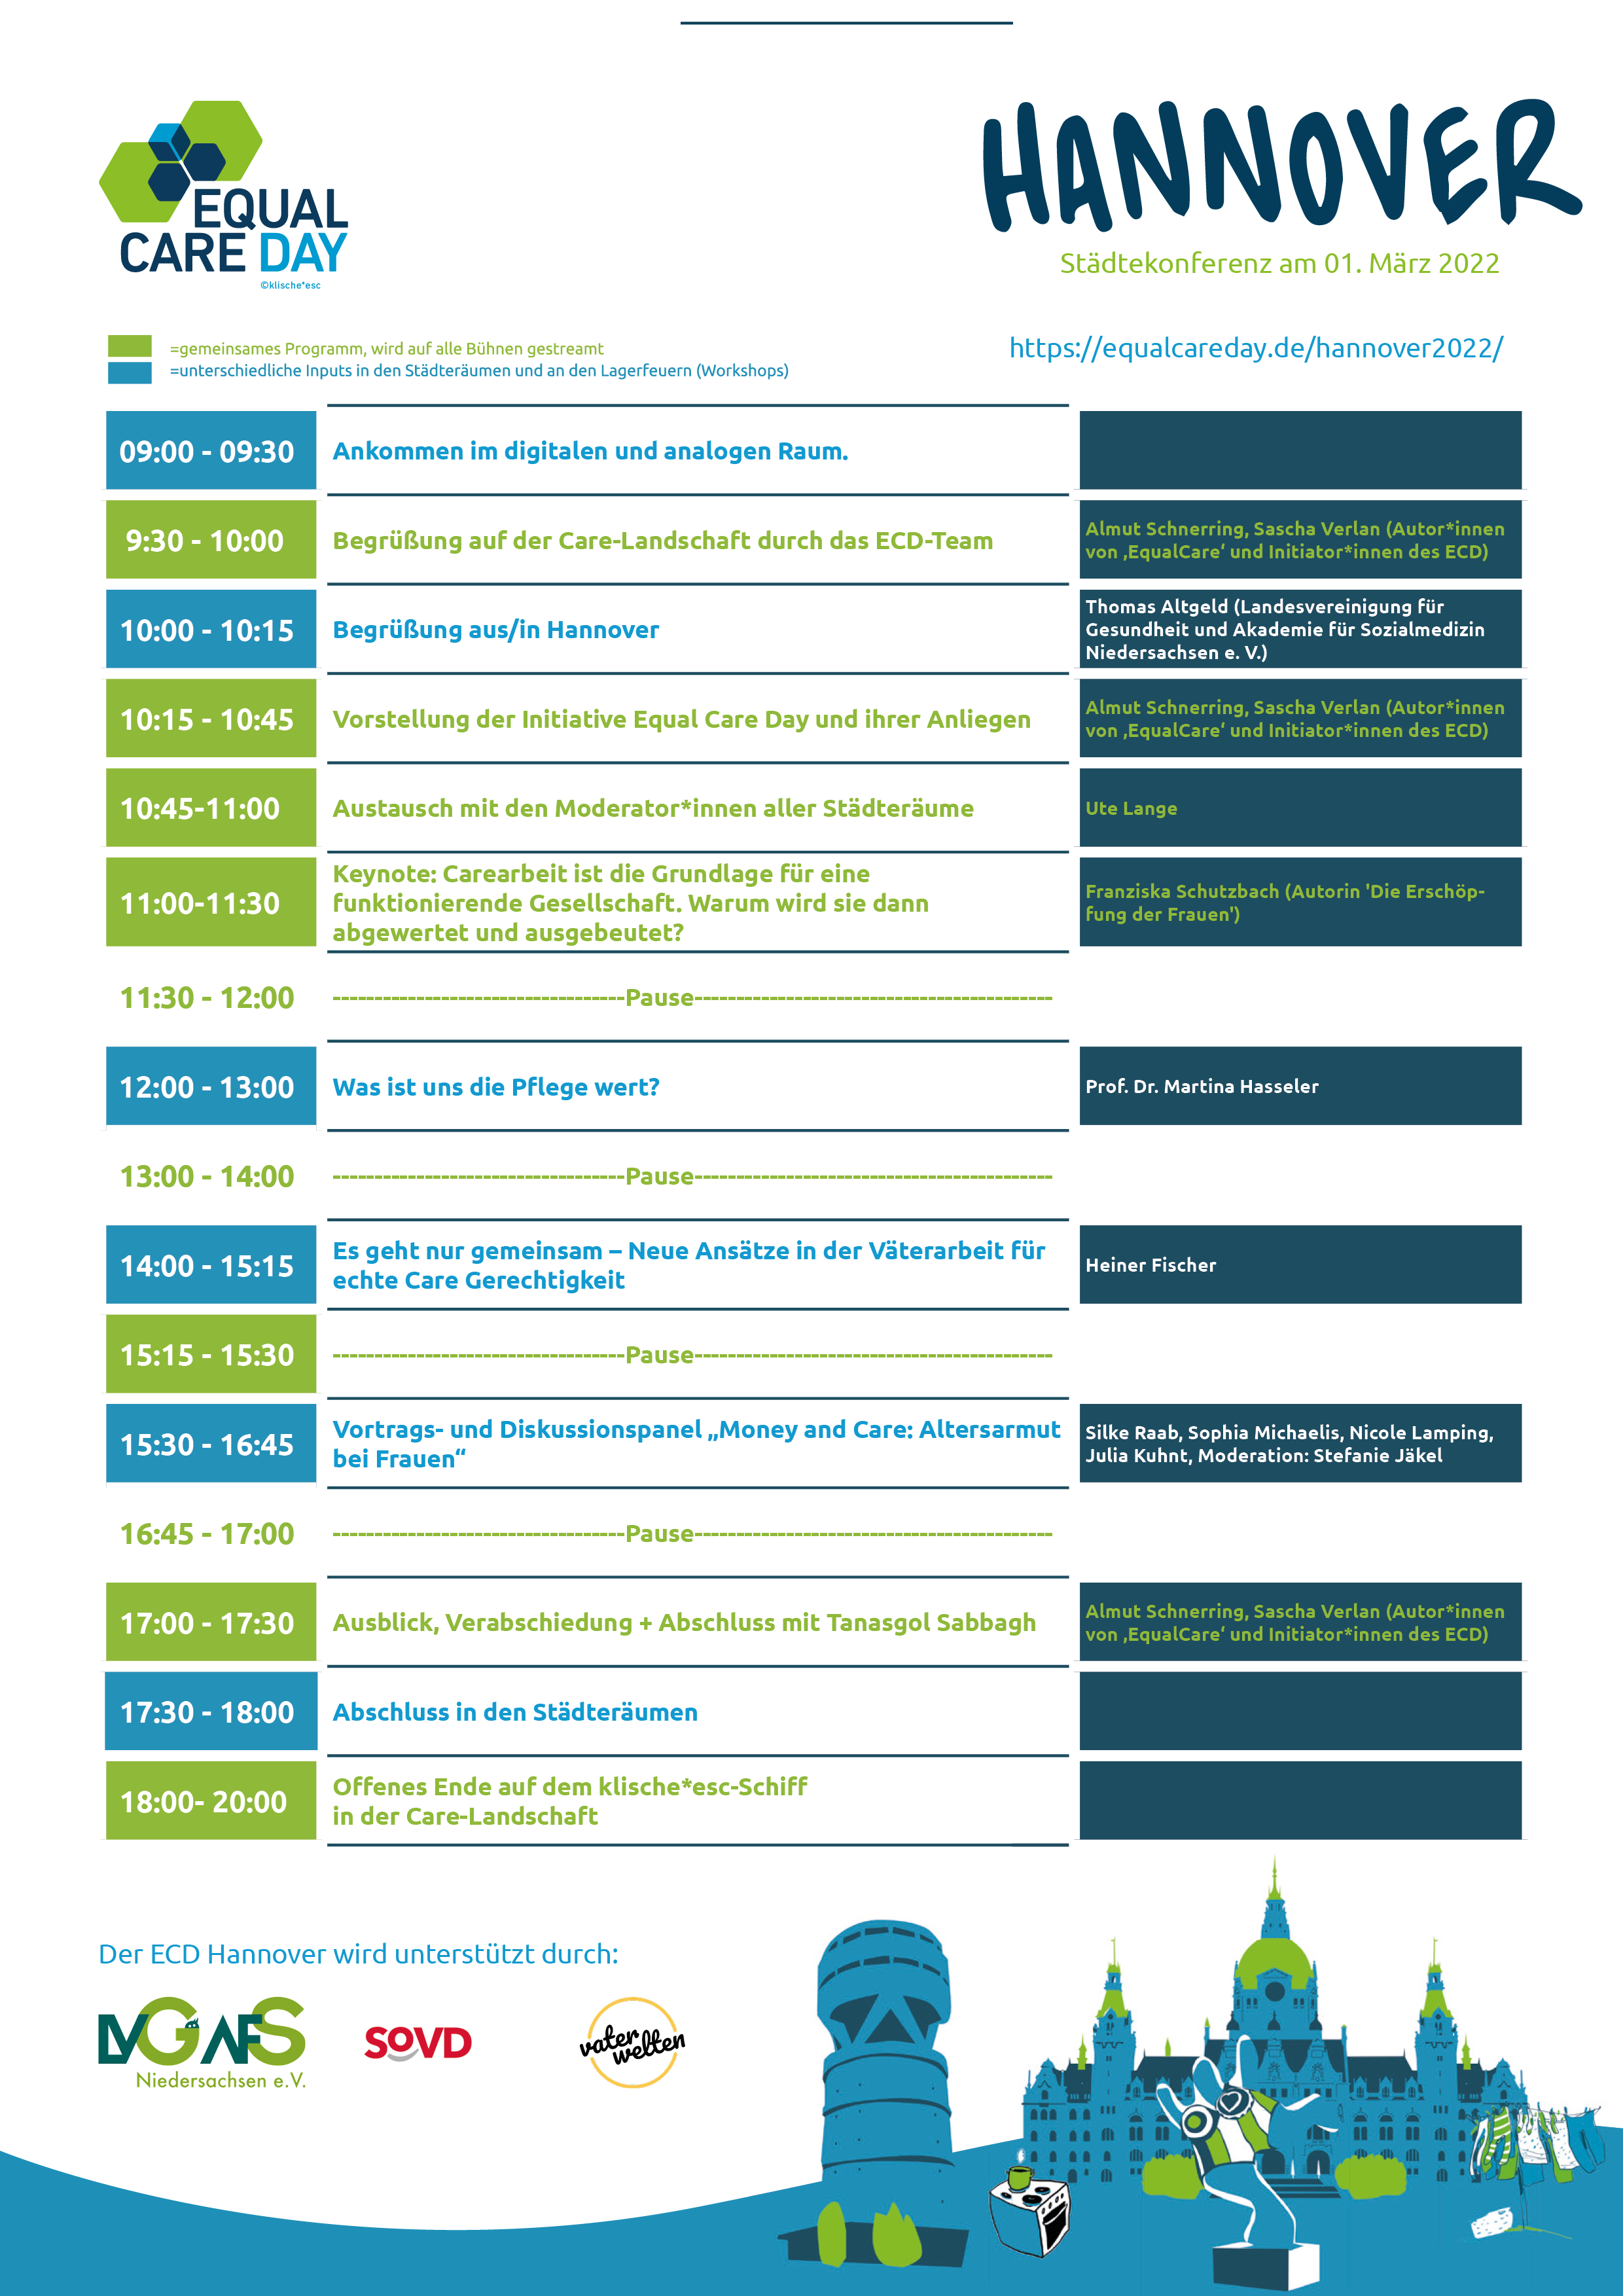 HANNOVER
EQUAL
CARE DAY
©klische*esc
Städtekonferenz am 01. März 2022
=gemeinsames Programm, wird auf alle Bühnen gestreamt
=unterschiedliche Inputs in den Städteräumen und an den Lagerfeuern (Workshops)
https://equalcareday.de/hannover2022/
09:00 - 09:30
Ankommen im digitalen und analogen Raum.
9:30 - 10:00
Begrüßung auf der Care-Landschaft durch das ECD-Team
Almut Schnerring, Sascha Verlan (Autor*innen
von ‚EqualCare‘ und Initiator*innen des ECD)
10:00 - 10:15
Begrüßung aus/in Hannover
Thomas Altgeld (Landesvereinigung für
Gesundheit und Akademie für Sozialmedizin
Niedersachsen e. V.)
10:15 - 10:45
Vorstellung der Initiative Equal Care Day und ihrer Anliegen
Almut Schnerring, Sascha Verlan (Autor*innen
von ‚EqualCare‘ und Initiator*innen des ECD)
10:45-11:00
Austausch mit den Moderator*innen aller Städteräume
Ute Lange
11:00-11:30
Keynote: Carearbeit ist die Grundlage für eine
funktionierende Gesellschaft. Warum wird sie dann
abgewertet und ausgebeutet?
Franziska Schutzbach (Autorin 'Die Erschöp-
fung der Frauen')
11:30 - 12:00
-----------------------------------Pause-------------------------------------------
12:00 - 13:00
Was ist uns die Pflege wert?
Prof. Dr. Martina Hasseler
13:00 - 14:00
-----------------------------------Pause-------------------------------------------
14:00 - 15:15
Es geht nur gemeinsam – Neue Ansätze in der Väterarbeit für
echte Care Gerechtigkeit
Heiner Fischer
15:15 - 15:30
-----------------------------------Pause-------------------------------------------
15:30 - 16:45
Vortrags- und Diskussionspanel „Money and Care: Altersarmut
bei Frauen“
Silke Raab, Sophia Michaelis, Nicole Lamping,
Julia Kuhnt, Moderation: Stefanie Jäkel
16:45 - 17:00
-----------------------------------Pause-------------------------------------------
17:00 - 17:30
Ausblick, Verabschiedung + Abschluss mit Tanasgol Sabbagh
Almut Schnerring, Sascha Verlan (Autor*innen
von ‚EqualCare‘ und Initiator*innen des ECD)
17:30 - 18:00
Abschluss in den Städteräumen
18:00- 20:00
Offenes Ende auf dem klische*esc-Schiff
in der Care-Landschaft
Der ECD Hannover wird unterstützt durch:
LVG AFS
Niedersachsen e.V.
SoVD
vater
welten